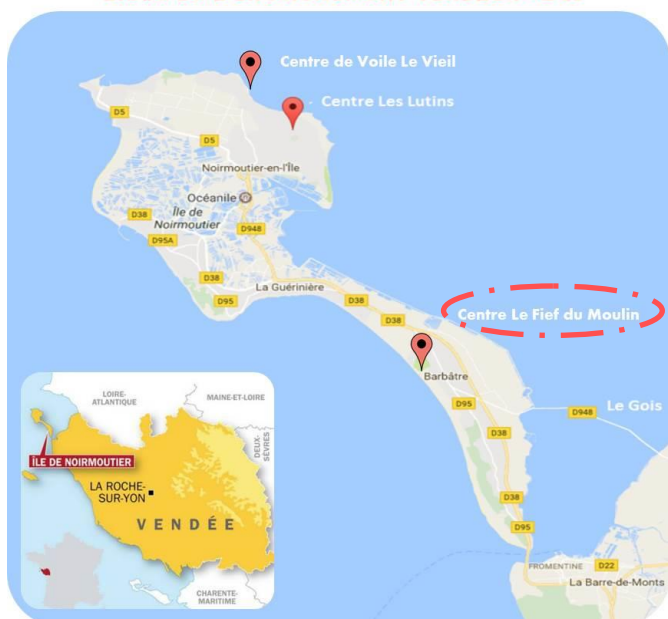 Centre de Voile Le Vieil
Centre Les Lutins
D5
D5
Noirmoutier-en-l'Île
Océanile
Île de
Noirmoutier
D38
D948
D95A
D38
La Guérinière
D95
D38
D38
Centre Le Fief du Moulin
Barbâtre
D95
D948
Le Gois
D38
D38
D95
FROMENTINE
D22
La Barre-de-Monts
LOIRE-
ATLANTIQUE
MAINE-ET-LOIRE
DEUX-
SÈVRES
ÎLE DE NOIRMOUTIER
LA ROCHE-
SUR-YON
VENDÉE
CHARENTE-
MARITIME